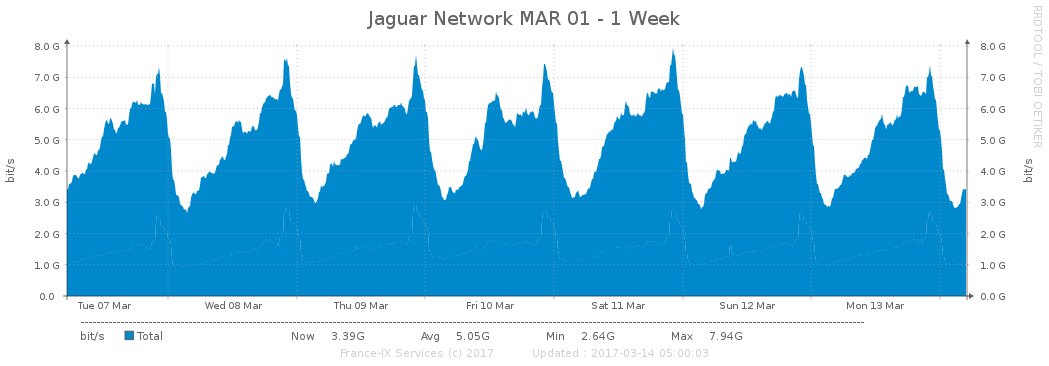 Jaguar Network MAR 01 - 1 Week
RRDTOOL / TOBI OETIKER
bit/s
8.0 G
7.0 G
6.0 G
5.0 G
4.0 G
3.0 G
2.0 G
1.0 G
0.0
8.0 G
7.0 G
6.0 G
5.0 G
4.0 G
3.0 G
2.0 G
1.0 G
0.0 G
bit/s
Tue 07 Mar Wed 08 Mar Thu 09 Mar Fri 10 Mar Sat 11 Mar Sun 12 Mar Mon 13 Mar
bit/s Total Now 3.39G Avg 5.05G Min 2.64G Max 7.94G
France-IX Services (c) 2017 Updated : 2017-03-14 05:00:03